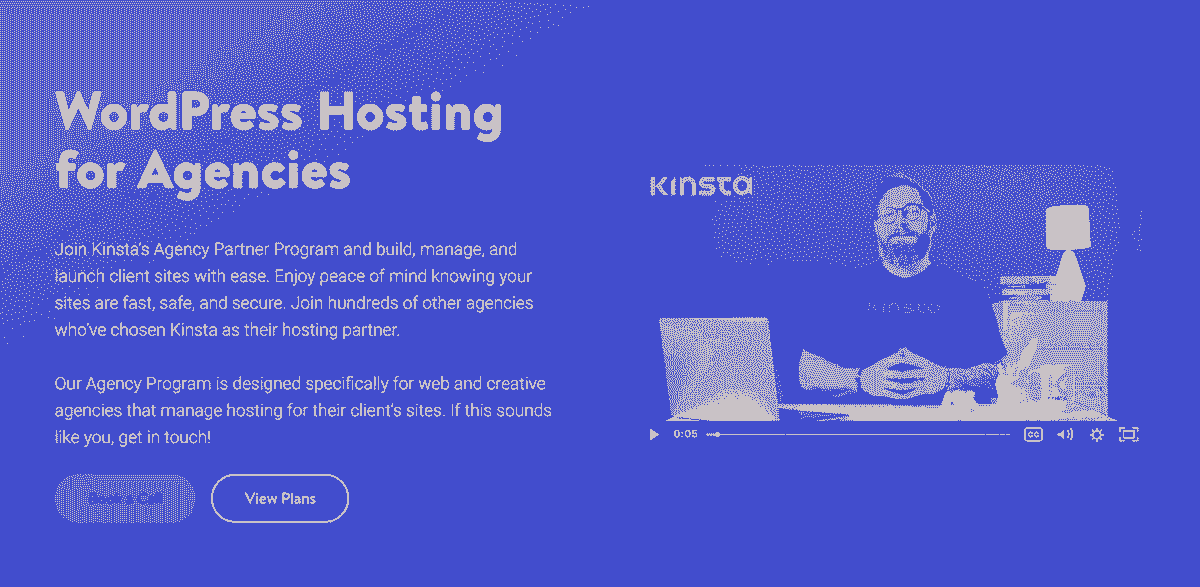 WordPress Hosting
for Agencies
Join Kinsta's Agency Partner Program and build, manage, and
launch client sites with ease. Enjoy peace of mind knowing your
sites are fast, safe, and secure. Join hundreds of other agencies
who've chosen Kinsta as their hosting partner.
Our Agency Program is designed specifically for web and creative
agencies that manage hosting for their client's sites. If this sounds
like you, get in touch!
View Plans
KINSTA
KINSTA
K
0:05
CC